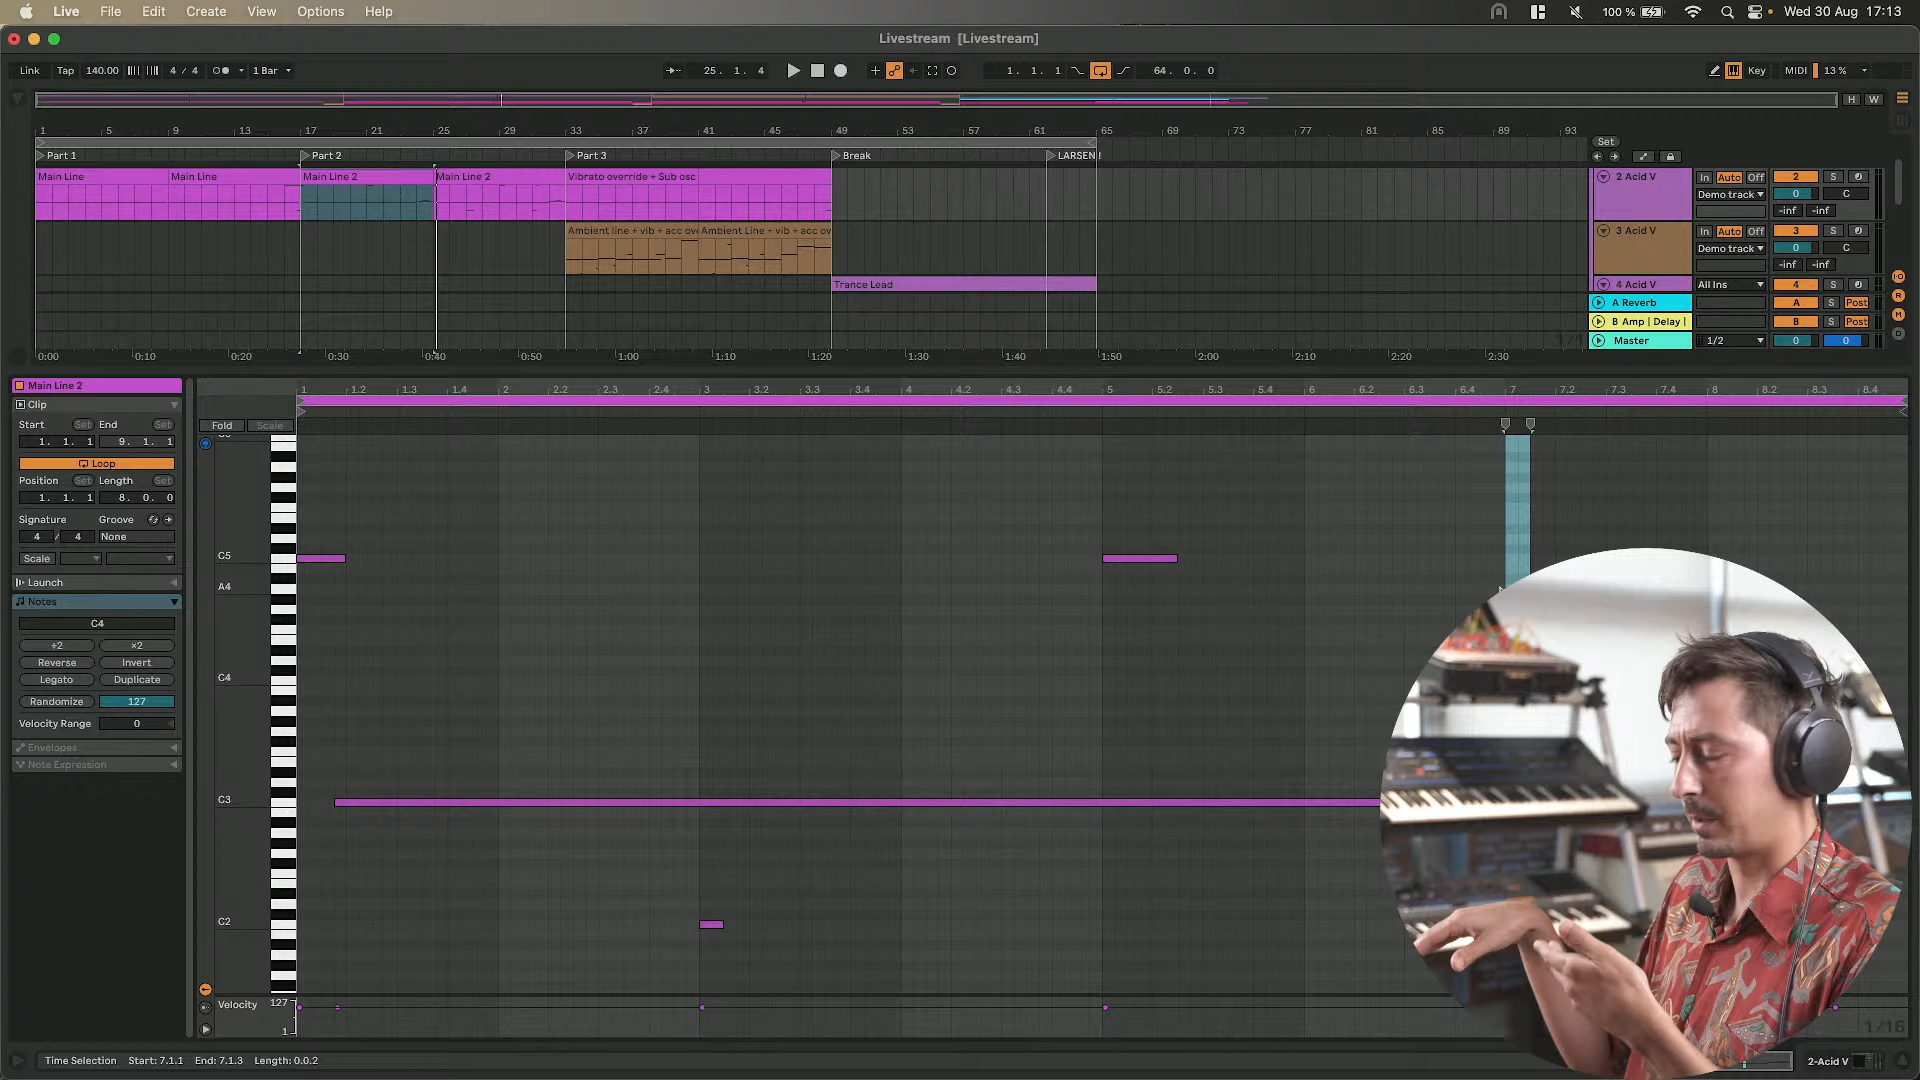 Live File Edit Create View Options Help 100 % Wed 30 Aug 17:13
Livestream [Livestream]
Link Tap 140.00 4 / 4 1 Bar 25. 1. 4 1. 1. 1 64. 0. 0 Key MIDI 13 %
H W
1 5 9 13 17 21 25 29 33 37 41 45 49 53 57 61 65 69 73 77 81 85 89 93
Set
Part 1 Part 2 Part 3 Break LARSEN
Main Line Main Line Main Line 2 Main Line 2 Vibrato override + Sub osc
2 Acid V In Auto Off 2 S
Demo track 0 C
-inf -inf
Ambient line + vib + acc ov Ambient Line + vib + acc ov
3 Acid V In Auto Off 3 S
Demo track 0 C
-inf -inf
Trance Lead
4 Acid V All Ins 4 S
A Reverb A S Post
B Amp | Delay | B S Post
Master 1/2 0 0
0:00 0:10 0:20 0:30 0:40 0:50 1:00 1:10 1:20 1:30 1:40 1:50 2:00 2:10 2:20 2:30
Main Line 2
1 1.2 1.3 1.4 2 2.2 2.3 2.4 3 3.2 3.3 3.4 4 4.2 4.3 4.4 5 5.2 5.3 5.4 6 6.2 6.3 6.4 7 7.2 7.3 7.4 8 8.2 8.3 8.4
Clip
Start Set End Set
1. 1. 1 9. 1. 1
Fold Scale
Loop
Position Set Length Set
1. 1. 1 8. 0. 0
Signature Groove
4 / 4 None
Scale
Launch
Notes
C4
÷2 ×2
Reverse Invert
Legato Duplicate
Randomize 127
Velocity Range 0
Envelopes
Note Expression
C5
A4
C4
C3
C2
Velocity 127
1
1/16
Time Selection Start: 7.1.1 End: 7.1.3 Length: 0.0.2
2-Acid V